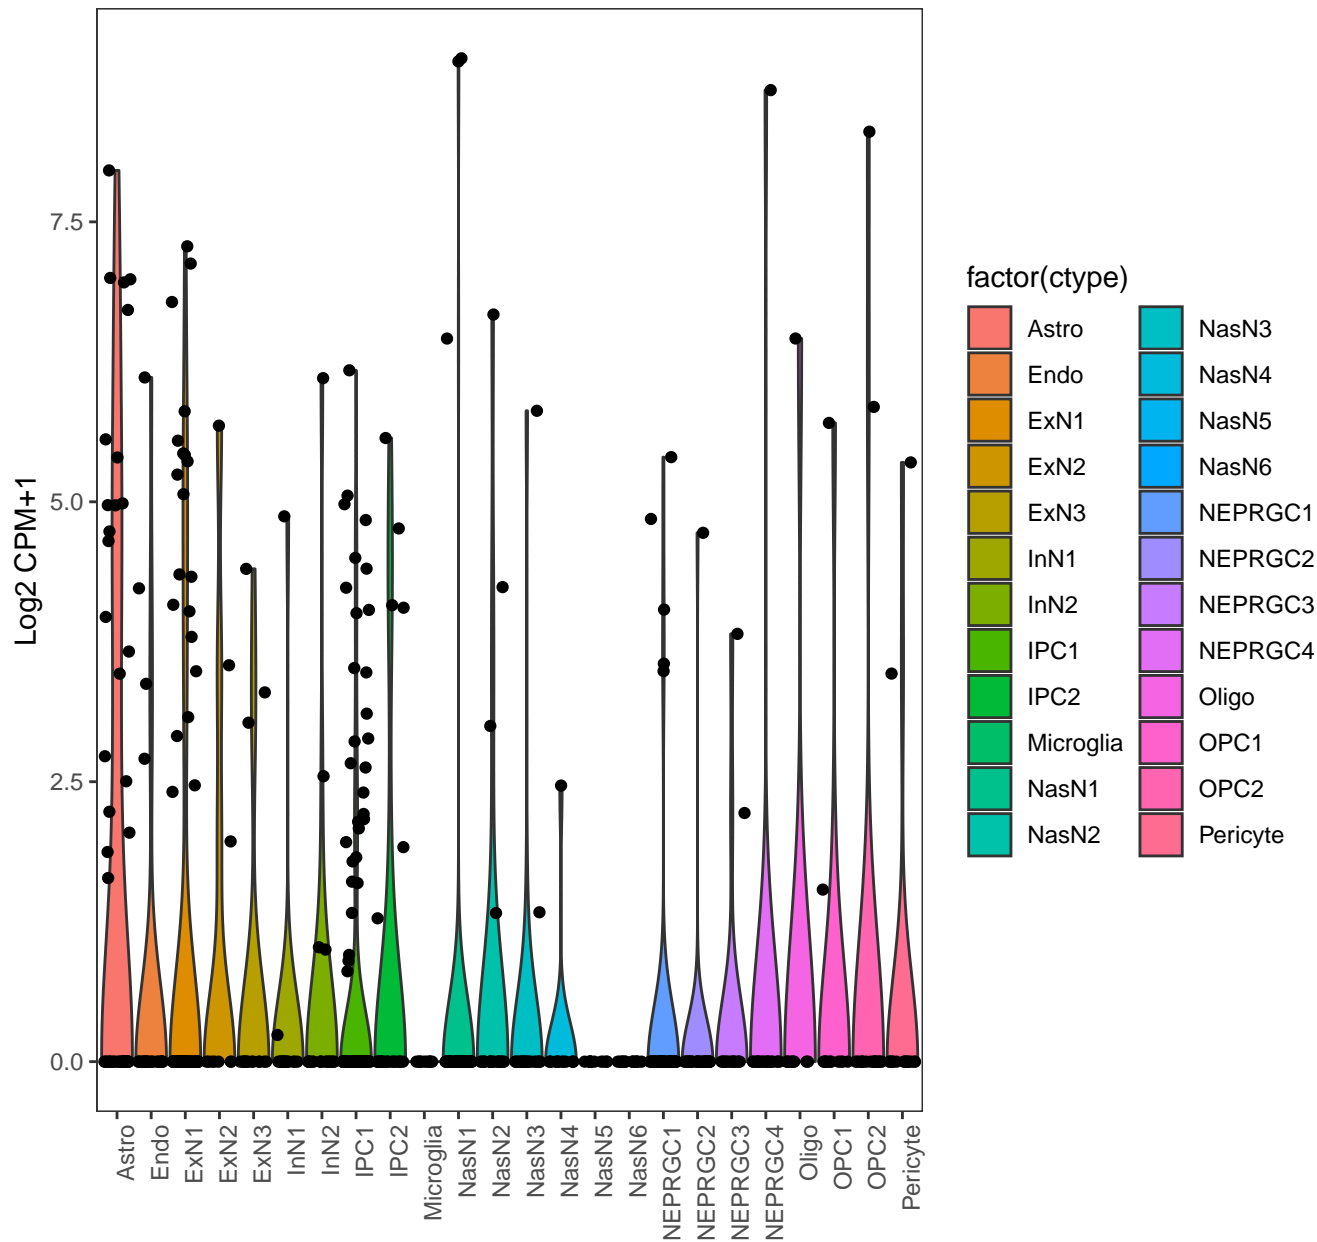 Log2 CPM+1
7.5
5.0
2.5
0.0
Astro
Endo
ExN1
ExN2
ExN3
InN1
InN2
IPC1
IPC2
Microglia
NasN1
NasN2
NasN3
NasN4
NasN5
NasN6
NEPRGC1
NEPRGC2
NEPRGC3
NEPRGC4
Oligo
OPC1
OPC2
Pericyte
factor(ctype)
Astro
Endo
ExN1
ExN2
ExN3
InN1
InN2
IPC1
IPC2
Microglia
NasN1
NasN2
NasN3
NasN4
NasN5
NasN6
NEPRGC1
NEPRGC2
NEPRGC3
NEPRGC4
Oligo
OPC1
OPC2
Pericyte